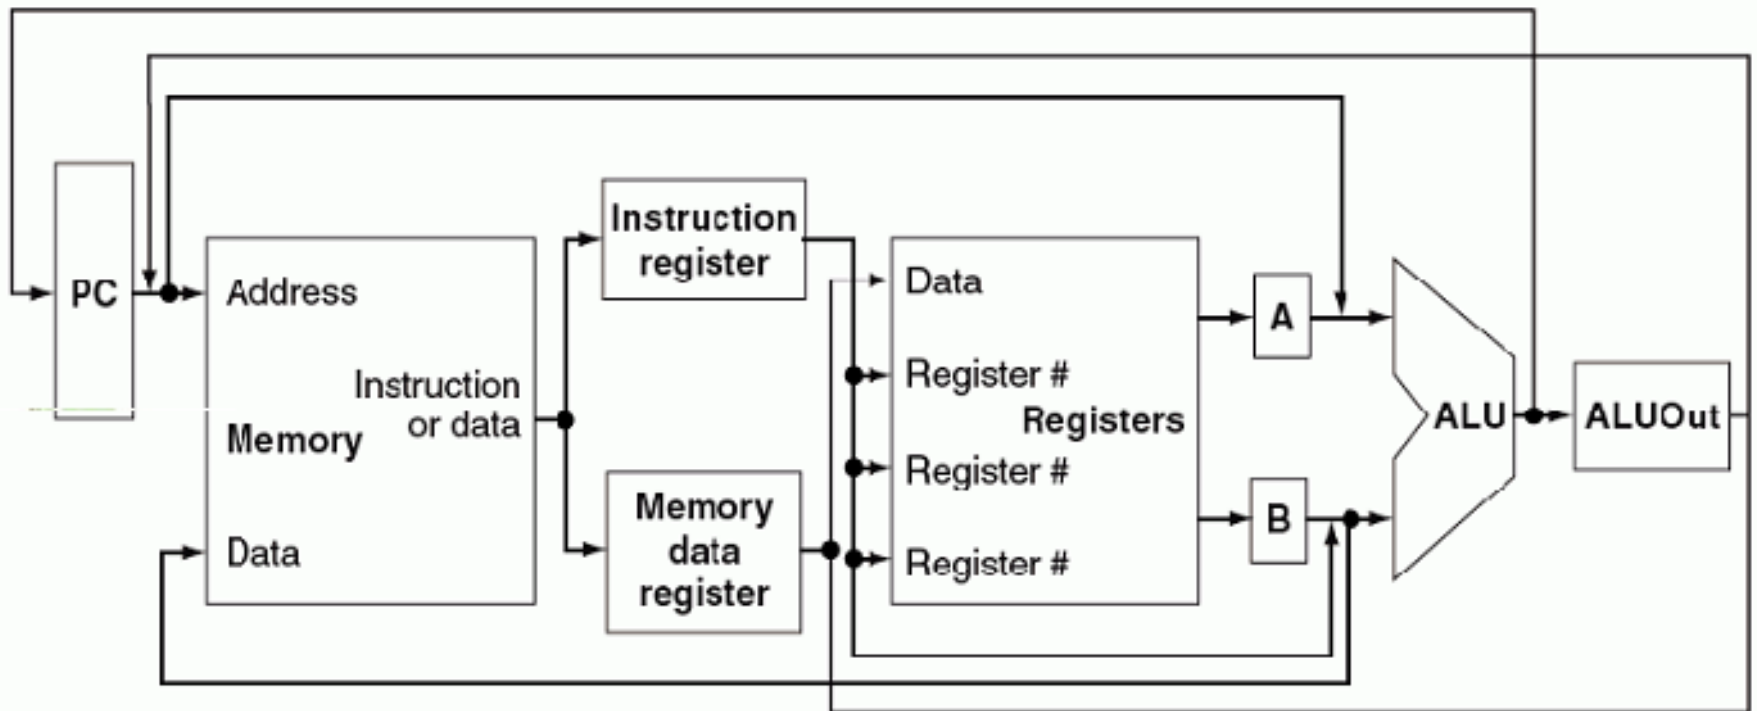 PC
Address
Instruction
or data
Memory
Data
Instruction
register
Memory
data
register
Data
Register #
Registers
Register #
Register #
A
B
ALU
ALUOut